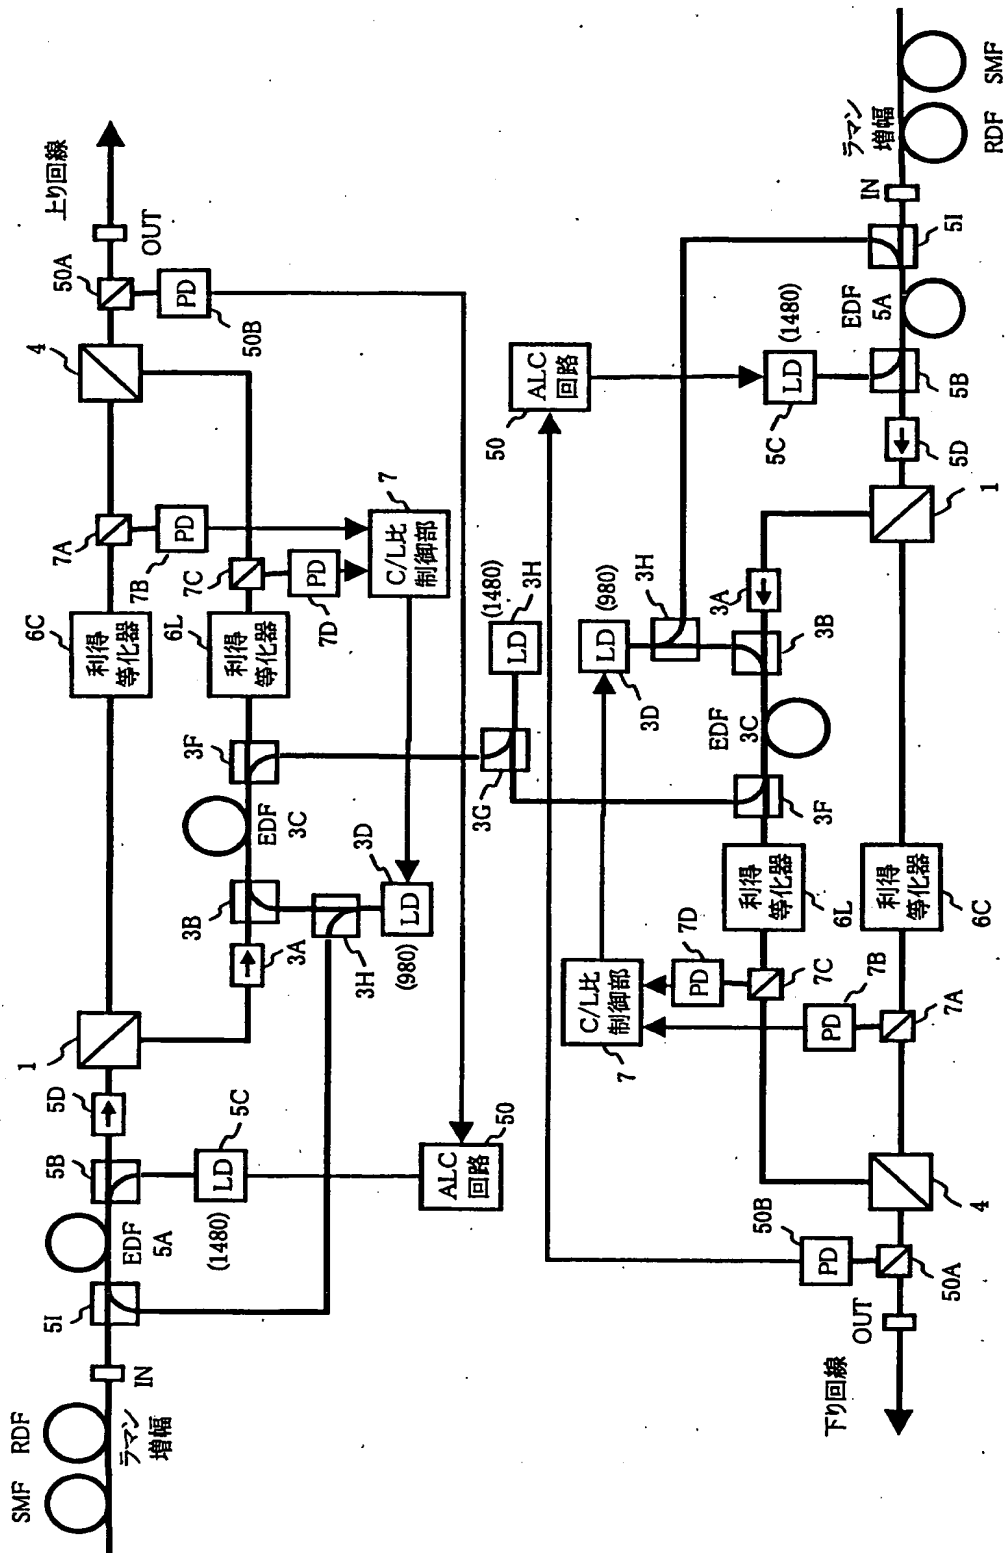 SMF
RDF
ラマン
増幅
IN
5I
EDF
5A
5B
5C
LD
(1480)
5D
1
ALC
回路
50
3A
3B
3H
EDF
3C
3D
LD
(980)
3F
6C
利得
等化器
6L
利得
等化器
7A
PD
7B
7C
PD
7D
7
C/L比
制御部
4
50A
PD
50B
OUT
上り回線
3G
LD
3H
(1480)
SMF
RDF
ラマン
増幅
IN
5I
EDF
5A
5B
5C
LD
(1480)
5D
1
ALC
回路
50
3A
3B
3H
LD
(980)
3D
EDF
3C
3F
利得
等化器
6L
利得
等化器
6C
7A
7B
PD
7C
7D
PD
C/L比
制御部
7
4
50A
50B
PD
OUT
下り回線